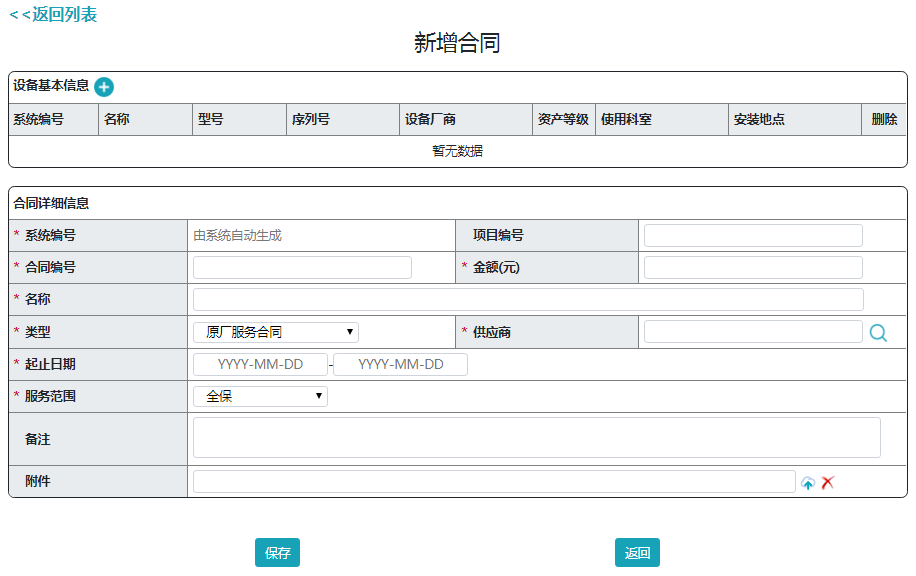 <<返回列表
新增合同
设备基本信息
系统编号 名称 型号 序列号 设备厂商 资产等级 使用科室 安装地点 删除
暂无数据
合同详细信息
* 系统编号 由系统自动生成 项目编号
* 合同编号 * 金额(元)
* 名称
* 类型 原厂服务合同 * 供应商
* 起止日期 YYYY-MM-DD - YYYY-MM-DD
* 服务范围 全保
备注
附件
保存 返回